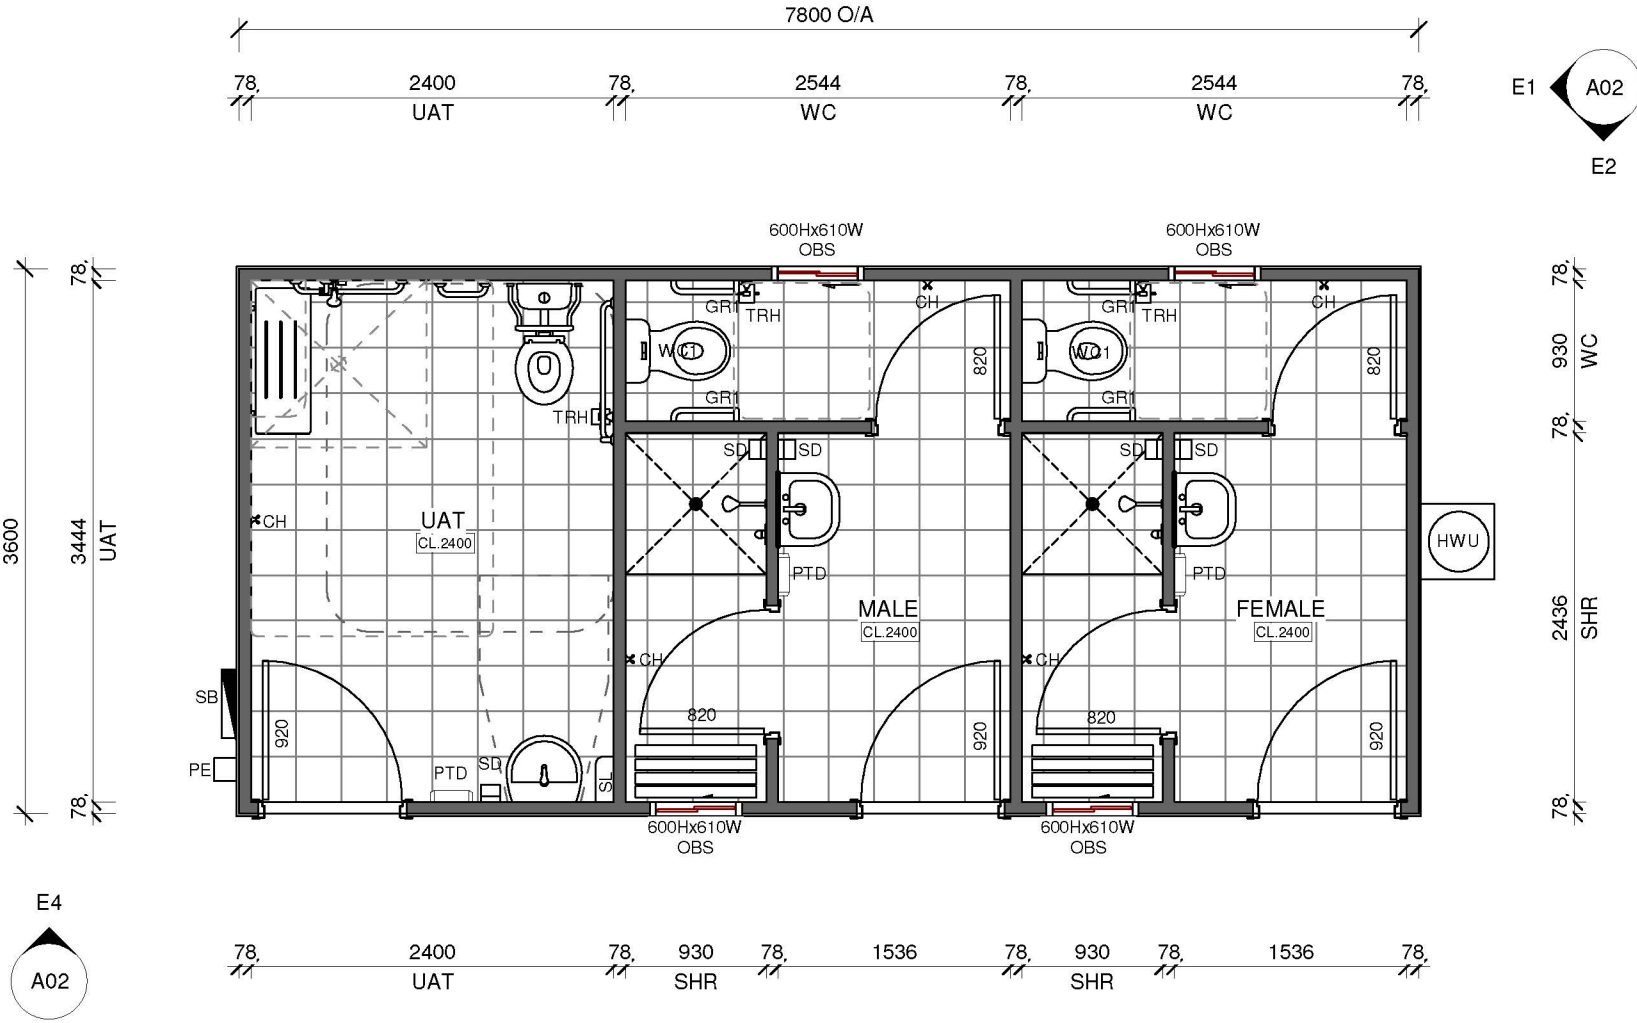 7800 O/A
78, 2400 78, 2544 78, 2544 78,
UAT WC WC
E1 A02
E2
600Hx610W 600Hx610W
OBS OBS
78, 78,
GR1 TRH CH GR1 TRH CH
WC1 820 WC1 820
930 WC
GR1 GR1
TRH
78,
SD SD SD SD
3600 3444 UAT
CH UAT
CL.2400
HWU
PTD PTD
MALE FEMALE
CL.2400 CL.2400
2436 SHR
CH CH
SB
920 820 920 820 920
PE PTD SD SL
78, 78,
600Hx610W 600Hx610W
OBS OBS
E4
A02
78, 2400 78, 930 78, 1536 78, 930 78, 1536 78,
UAT SHR SHR